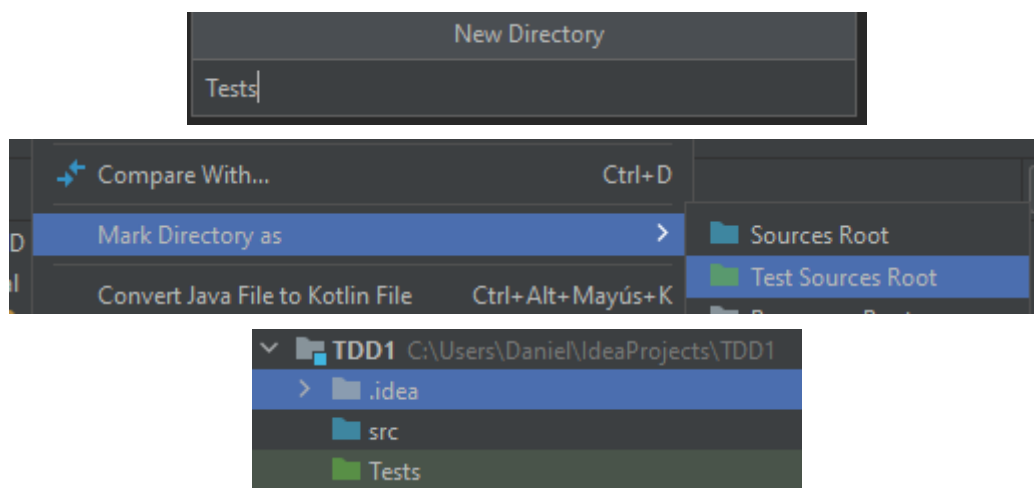 New Directory
Tests
Compare With... Ctrl+D
D Mark Directory as Sources Root
al Test Sources Root
Convert Java File to Kotlin File Ctrl+Alt+Mayús+K
TDD1 C:\Users\Daniel\IdeaProjects\TDD1
.idea
src
Tests